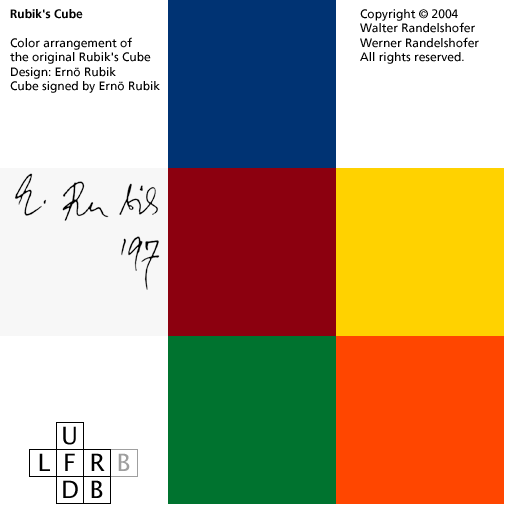 Rubik's Cube
Color arrangement of
the original Rubik's Cube
Design: Ernö Rubik
Cube signed by Ernö Rubik
Copyright © 2004
Walter Randelshofer
Werner Randelshofer
All rights reserved.
E. Rubik
197
U
L F R B
D B